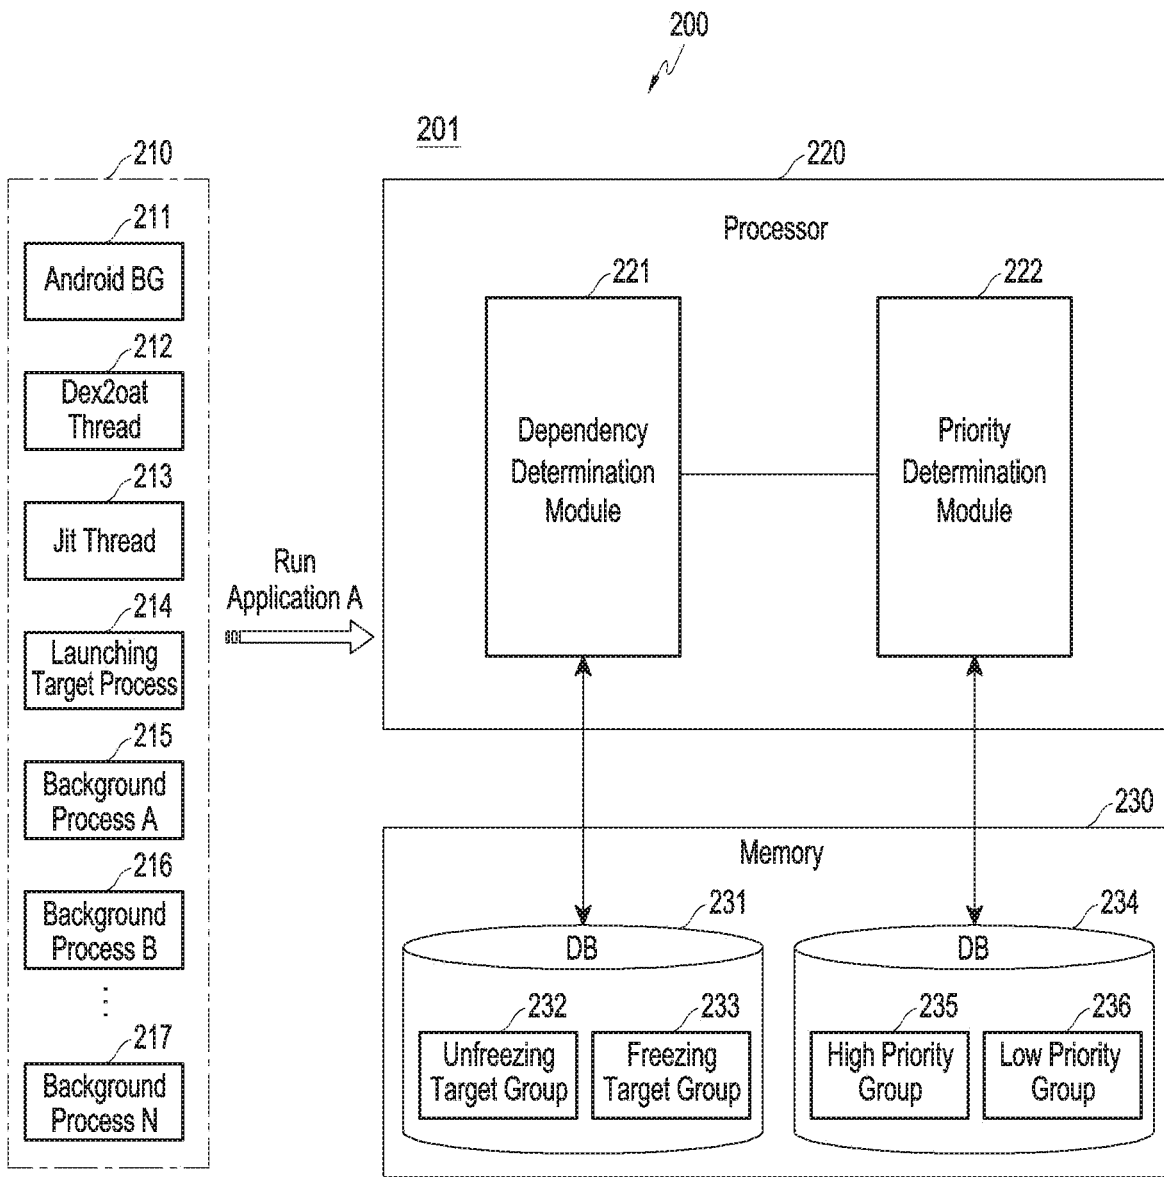 200
201
210
211
Android BG
212
Dex2oat
Thread
213
Jit Thread
214
Launching
Target Process
215
Background
Process A
216
Background
Process B
217
Background
Process N
Run
Application A
220
Processor
221
Dependency
Determination
Module
222
Priority
Determination
Module
230
Memory
231
DB
232
Unfreezing
Target Group
233
Freezing
Target Group
234
DB
235
High Priority
Group
236
Low Priority
Group